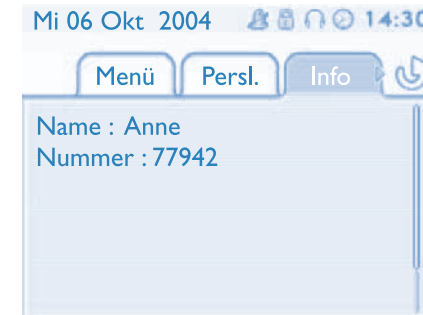 Mi 06 Okt 2004 14:30
Menü Persl. Info
Name : Anne
Nummer : 77942